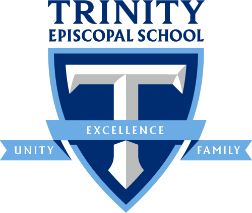 TRINITY
EPISCOPAL SCHOOL
T
EXCELLENCE
UNITY
FAMILY